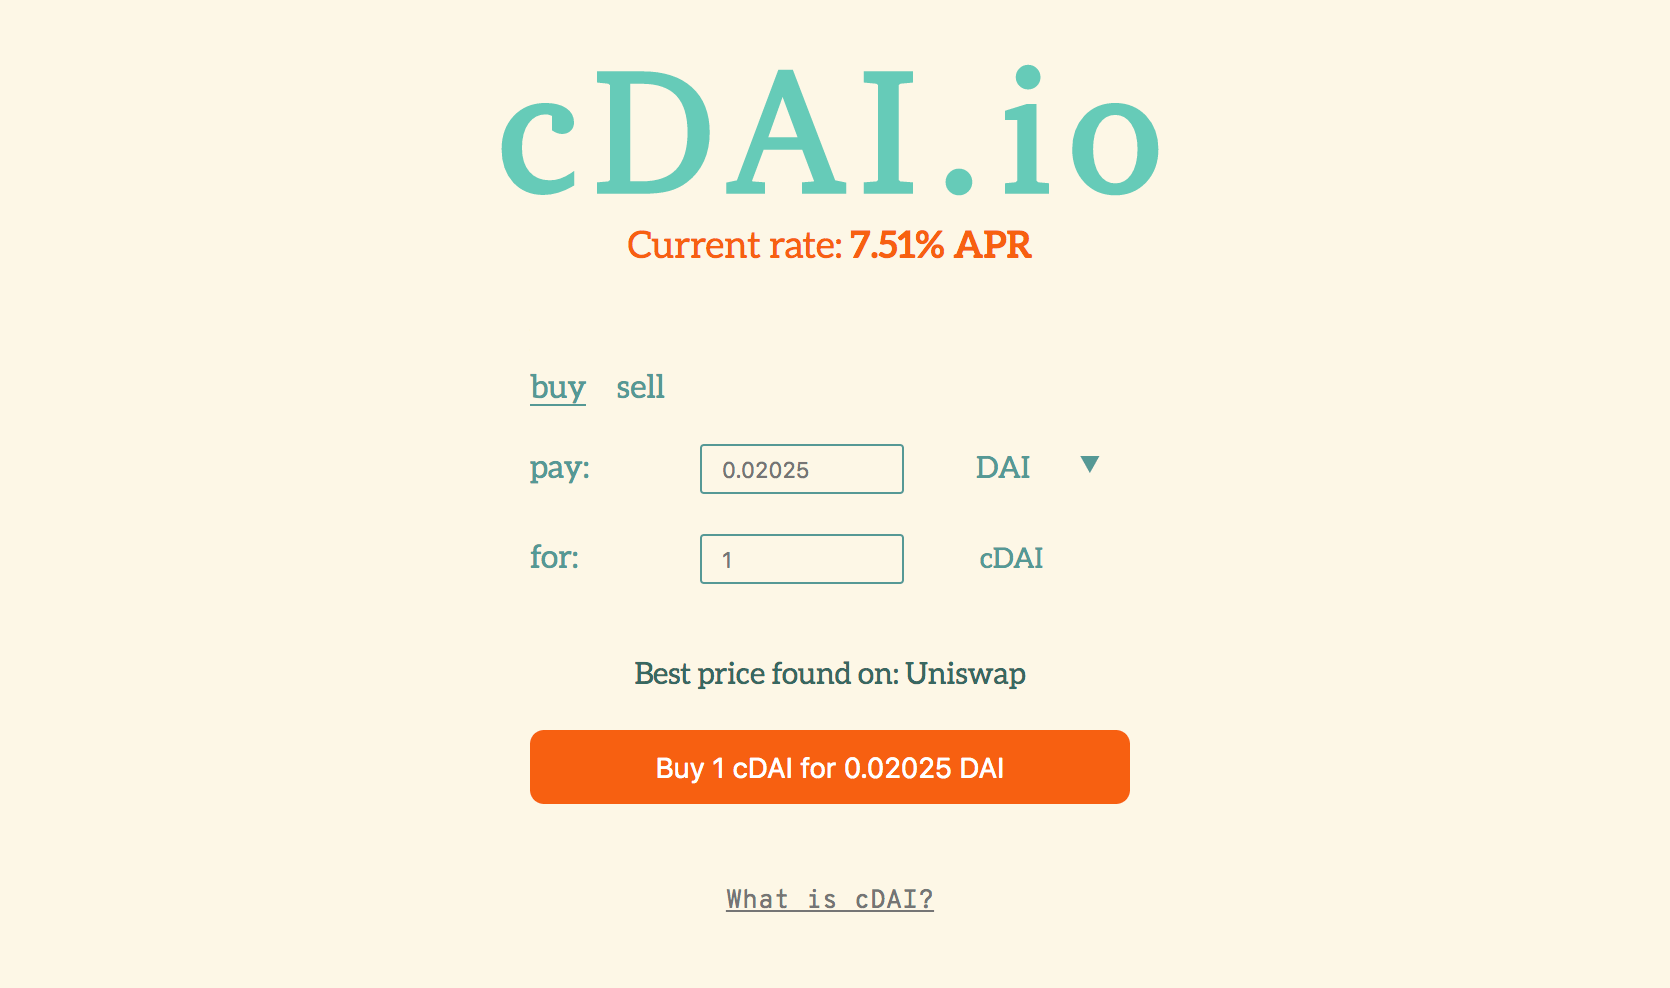 cDAI.io
Current rate: 7.51% APR
buy sell
pay: 0.02025 DAI ▼
for: 1 cDAI
Best price found on: Uniswap
Buy 1 cDAI for 0.02025 DAI
What is cDAI?